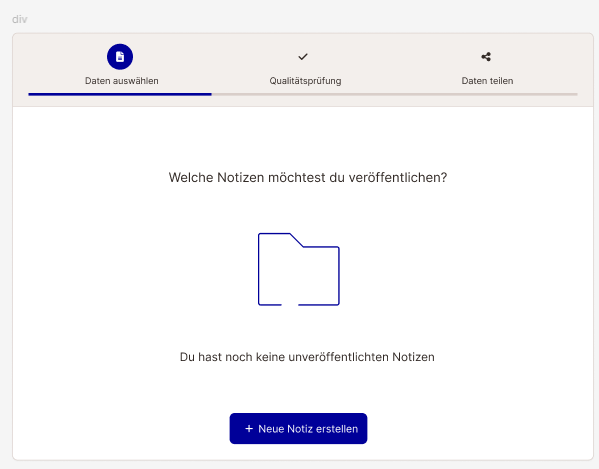 div
Daten auswählen
Qualitätsprüfung
Daten teilen
Welche Notizen möchtest du veröffentlichen?
Du hast noch keine unveröffentlichten Notizen
+ Neue Notiz erstellen